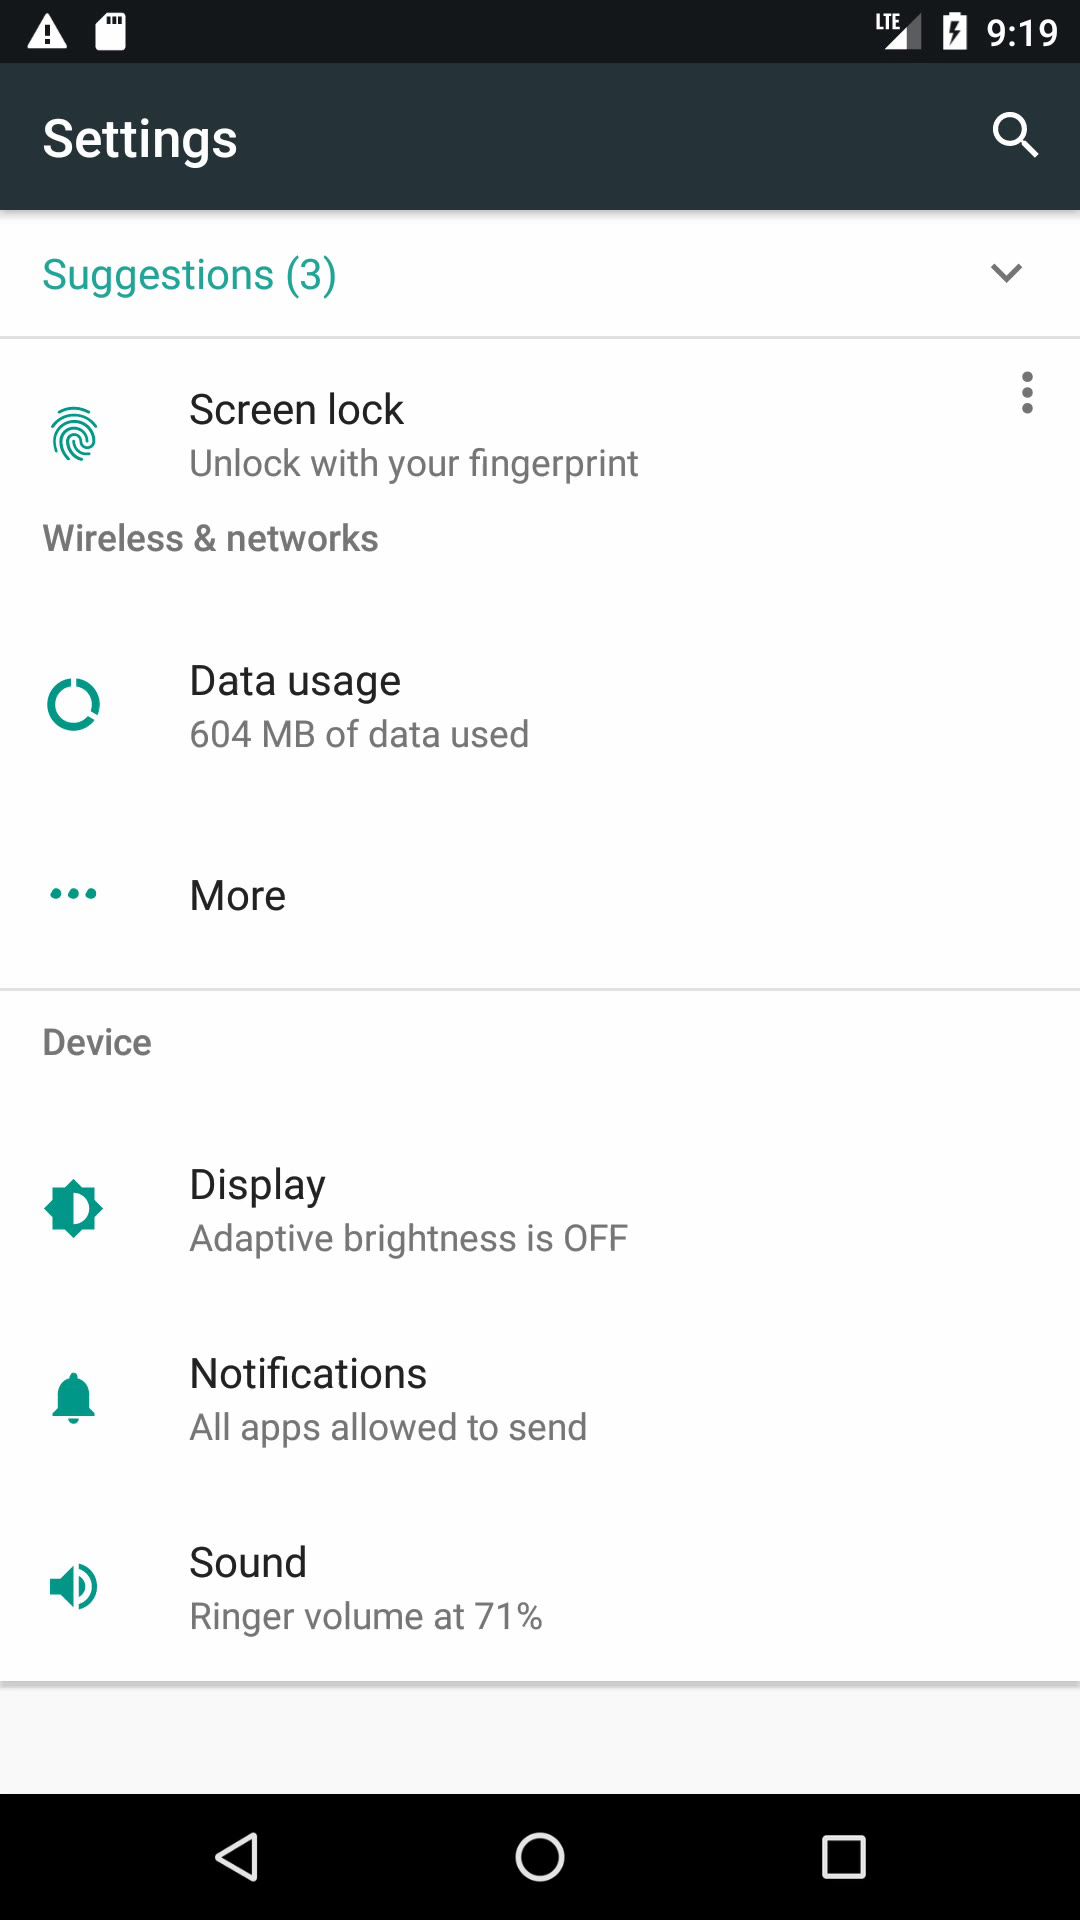 LTE 9:19
Settings
Suggestions (3)
Screen lock
Unlock with your fingerprint
Wireless & networks
Data usage
604 MB of data used
More
Device
Display
Adaptive brightness is OFF
Notifications
All apps allowed to send
Sound
Ringer volume at 71%